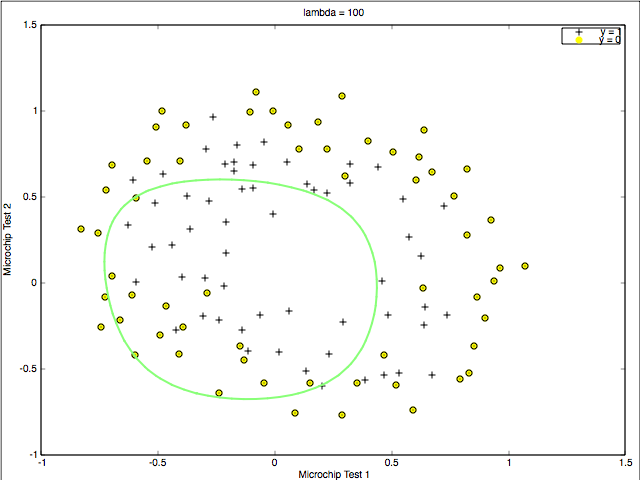 lambda = 100
1.5
y = 1
y = 0
1
0.5
Microchip Test 2
0
-0.5
-1
-1
-0.5
0
0.5
1
1.5
Microchip Test 1